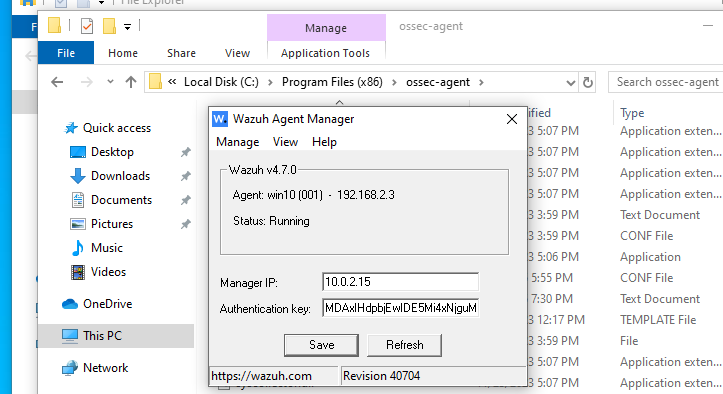 File Explorer
Manage
ossec-agent
File
Home
Share
View
Application Tools
Local Disk (C:)
Program Files (x86)
ossec-agent
Search ossec-agent
Quick access
Desktop
Downloads
Documents
Pictures
Music
Videos
OneDrive
This PC
Network
Wazuh Agent Manager
Manage
View
Help
Wazuh v4.7.0
Agent: win10 (001) - 192.168.2.3
Status: Running
Manager IP:
10.0.2.15
Authentication key:
MDAxIHdpbjEwIDE5Mi4xNjguM
Save
Refresh
https://wazuh.com
Revision 40704
Type
3 5:07 PM Application exten...
3 5:07 PM Application exten...
3 5:07 PM Application exten...
3 5:07 PM Application exten...
3 3:59 PM Text Document
3 3:59 PM CONF File
3 5:06 PM Application
5:55 PM CONF File
7:30 PM Text Document
12:17 PM TEMPLATE File
3 3:59 PM File
3 5:07 PM Application exten...
3 5:07 PM Application exten...